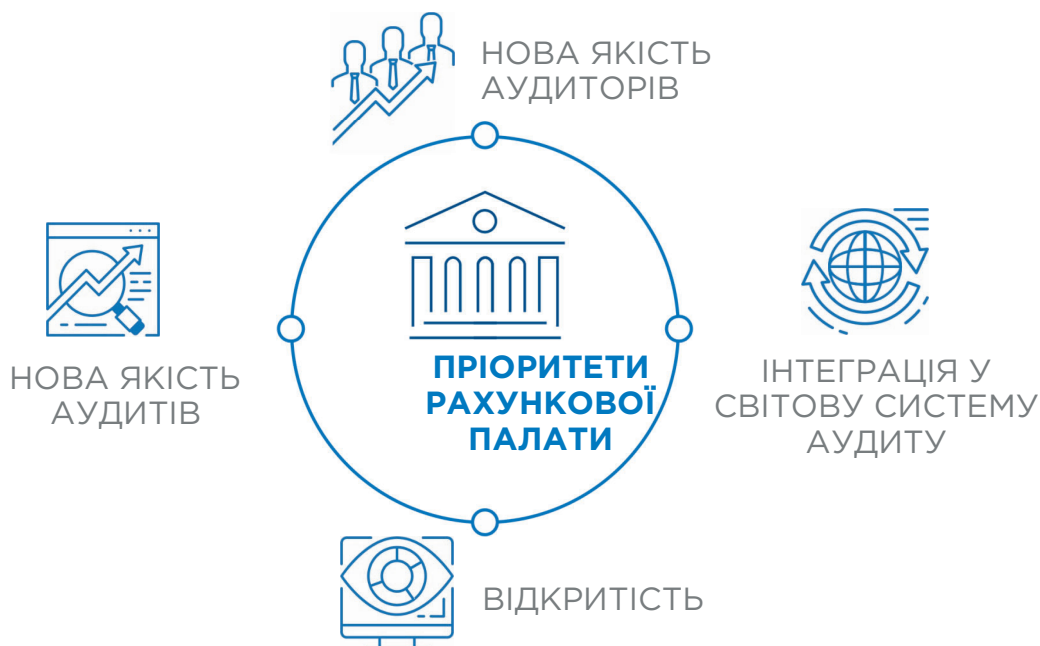 НОВА ЯКІСТЬ
АУДИТОРІВ
НОВА ЯКІСТЬ
АУДИТІВ
ПРІОРИТЕТИ
РАХУНКОВОЇ
ПАЛАТИ
ІНТЕГРАЦІЯ У
СВІТОВУ СИСТЕМУ
АУДИТУ
ВІДКРИТІСТЬ